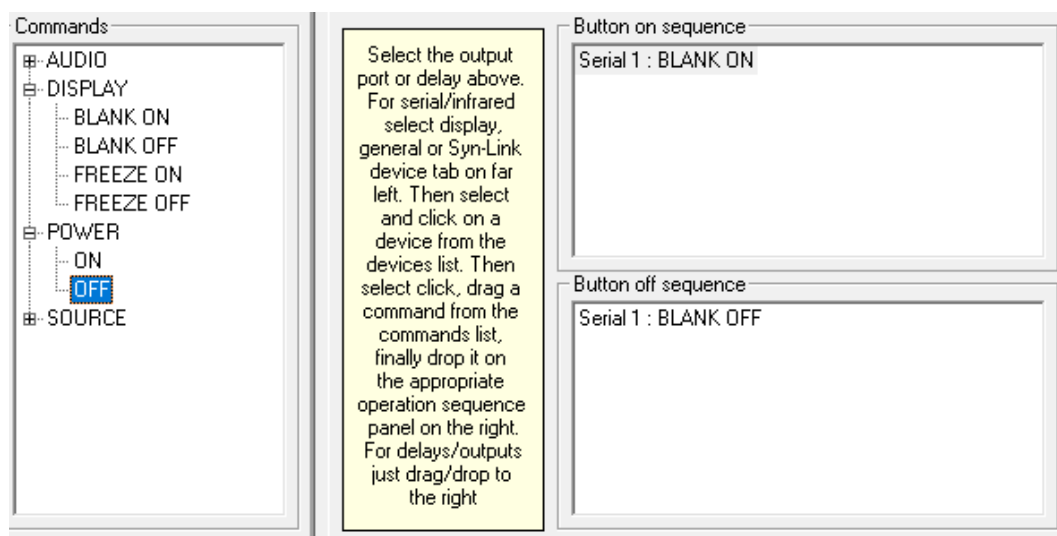 Commands
AUDIO
DISPLAY
BLANK ON
BLANK OFF
FREEZE ON
FREEZE OFF
POWER
ON
OFF
SOURCE
Select the output
port or delay above.
For serial/infrared
select display,
general or Syn-Link
device tab on far
left. Then select
and click on a
device from the
devices list. Then
select click, drag a
command from the
commands list,
finally drop it on
the appropriate
operation sequence
panel on the right.
For delays/outputs
just drag/drop to
the right
Button on sequence
Serial 1 : BLANK ON
Button off sequence
Serial 1 : BLANK OFF